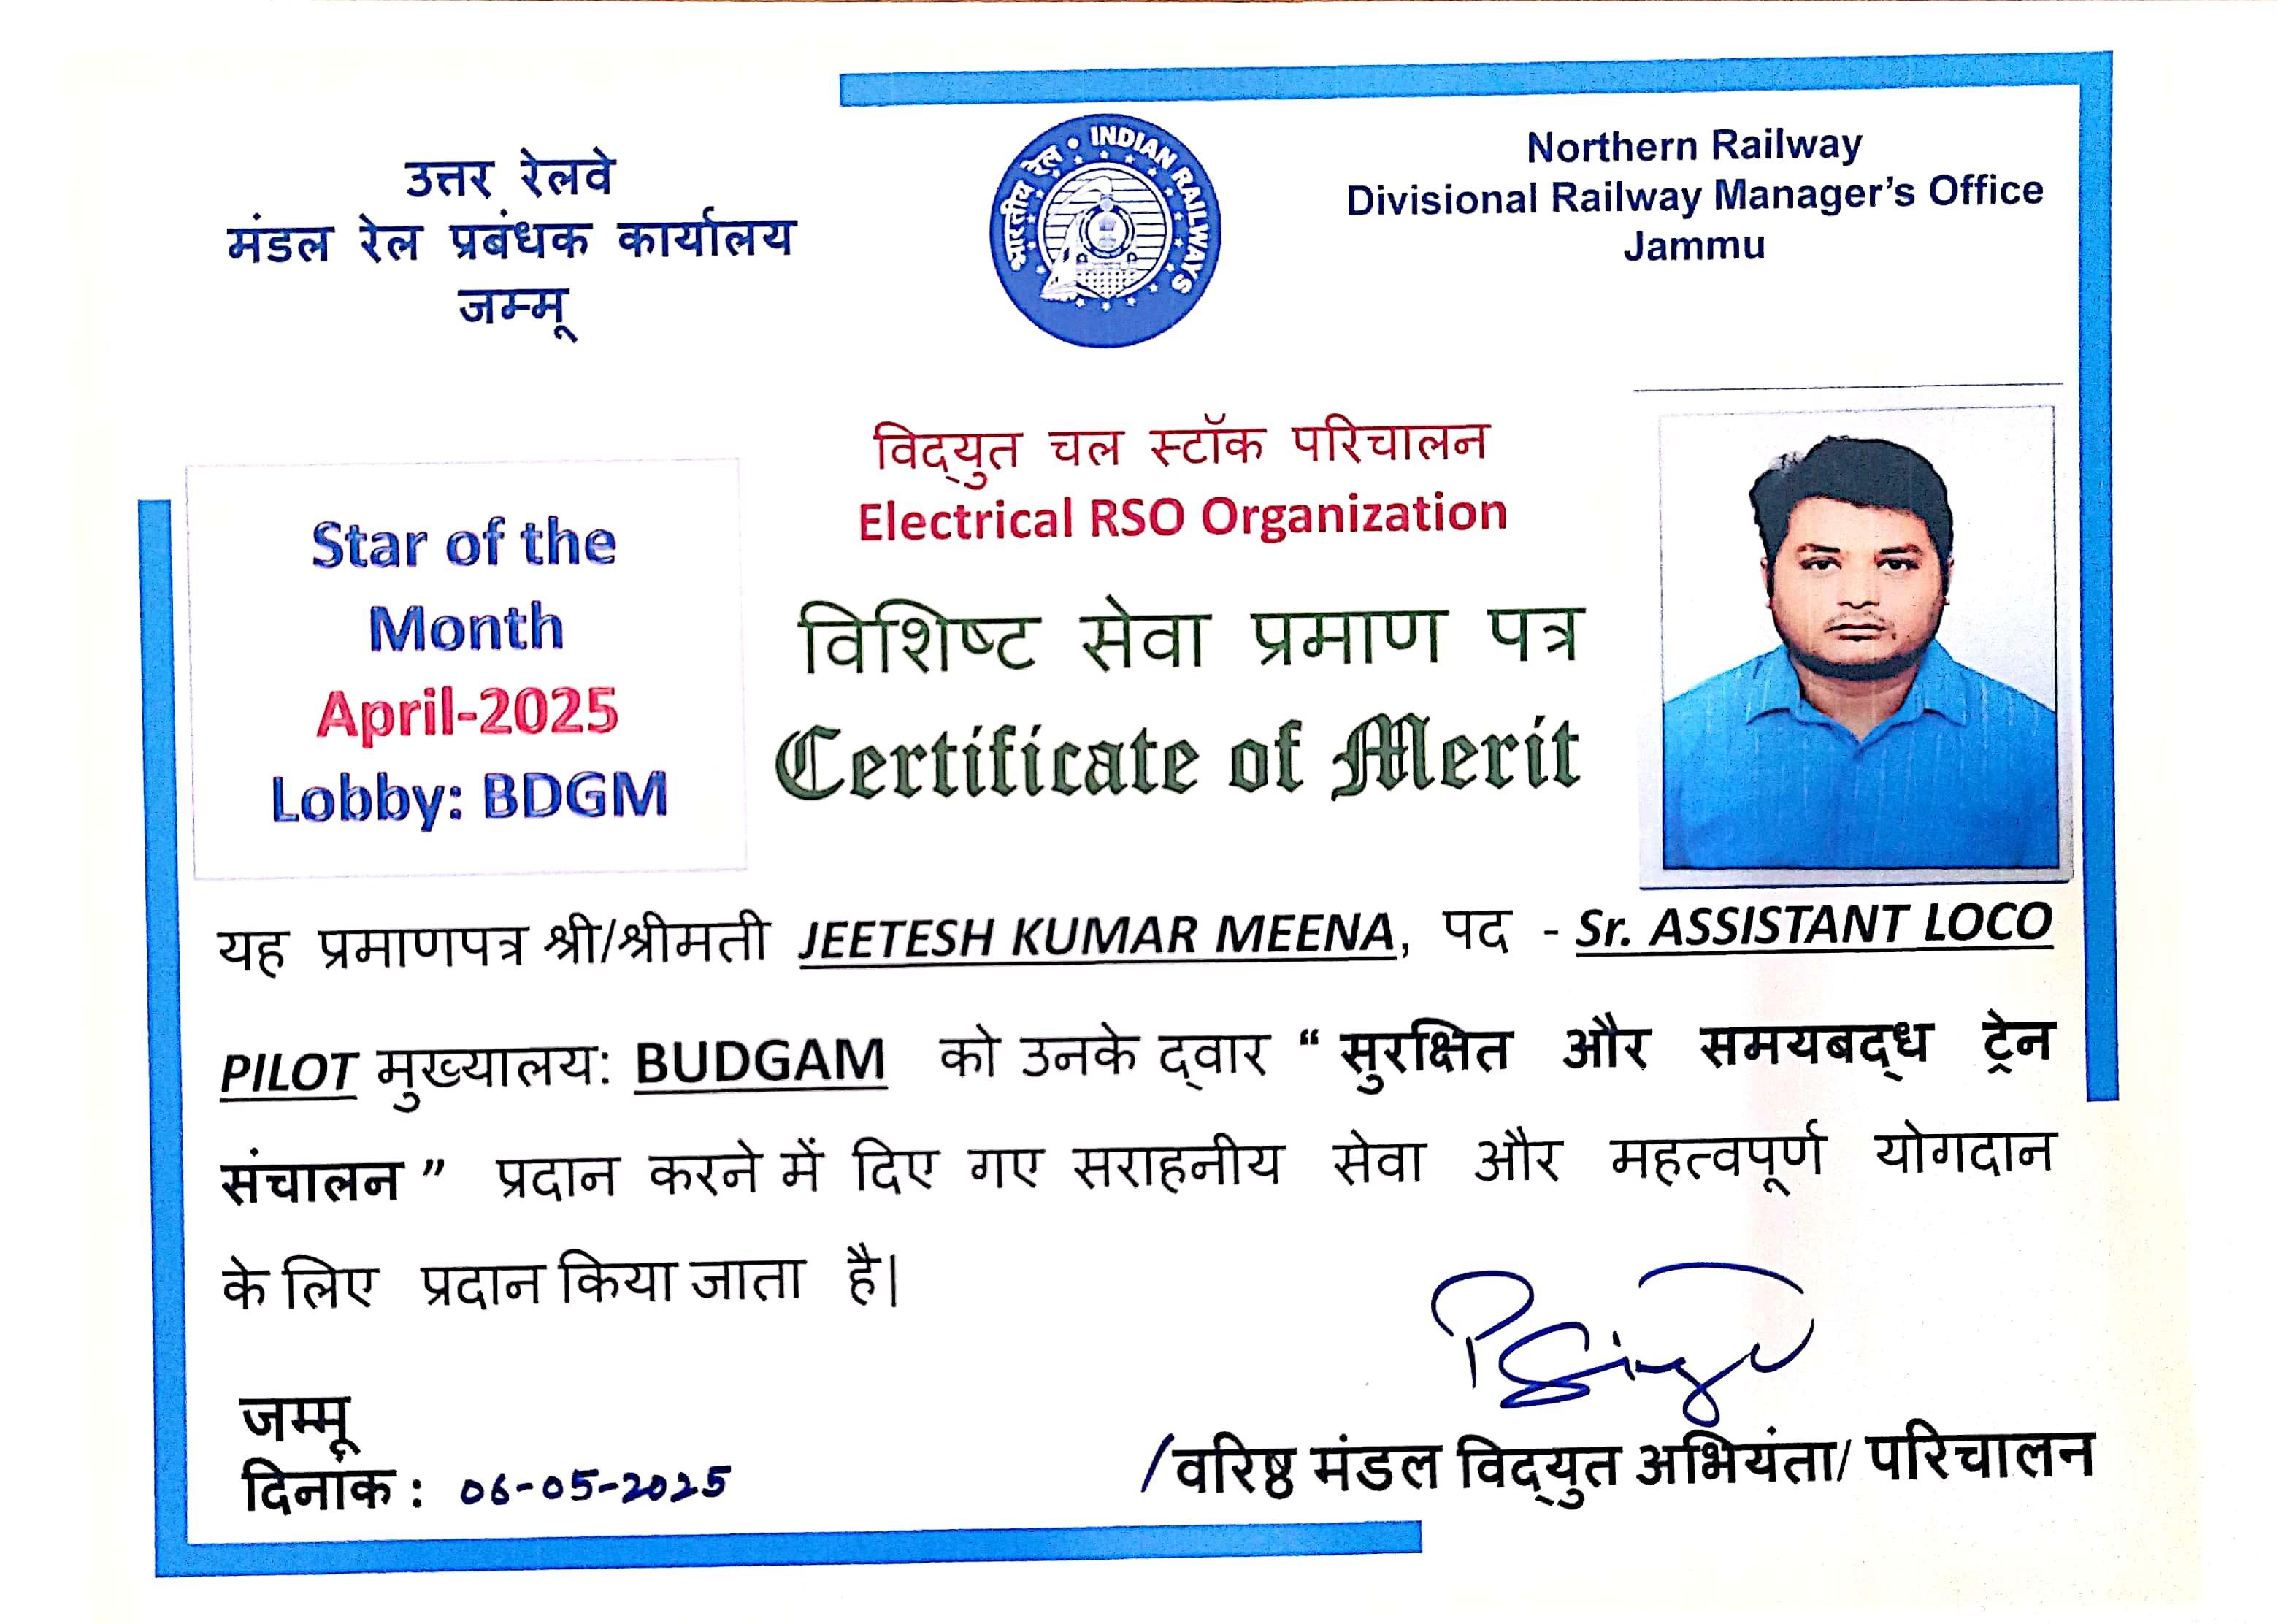 उत्तर रेलवे
मंडल रेल प्रबंधक कार्यालय
जम्मू
भारतीय रेल • INDIAN RAILWAYS
Northern Railway
Divisional Railway Manager's Office
Jammu
विद्‌युत चल स्टॉक परिचालन
Electrical RSO Organization
Star of the
Month
April-2025
Lobby: BDGM
विशिष्ट सेवा प्रमाण पत्र
Certificate of Merit
यह प्रमाणपत्र श्री/श्रीमती JEETESH KUMAR MEENA, पद - Sr. ASSISTANT LOCO
PILOT मुख्यालय: BUDGAM को उनके द्‌वार “ सुरक्षित और समयबद्‌ध ट्रेन
संचालन ” प्रदान करने में दिए गए सराहनीय सेवा और महत्वपूर्ण योगदान
के लिए प्रदान किया जाता है|
जम्मू
दिनांक : 06-05-2025
PSingh
/वरिष्ठ मंडल विद्‌युत अभियंता/ परिचालन